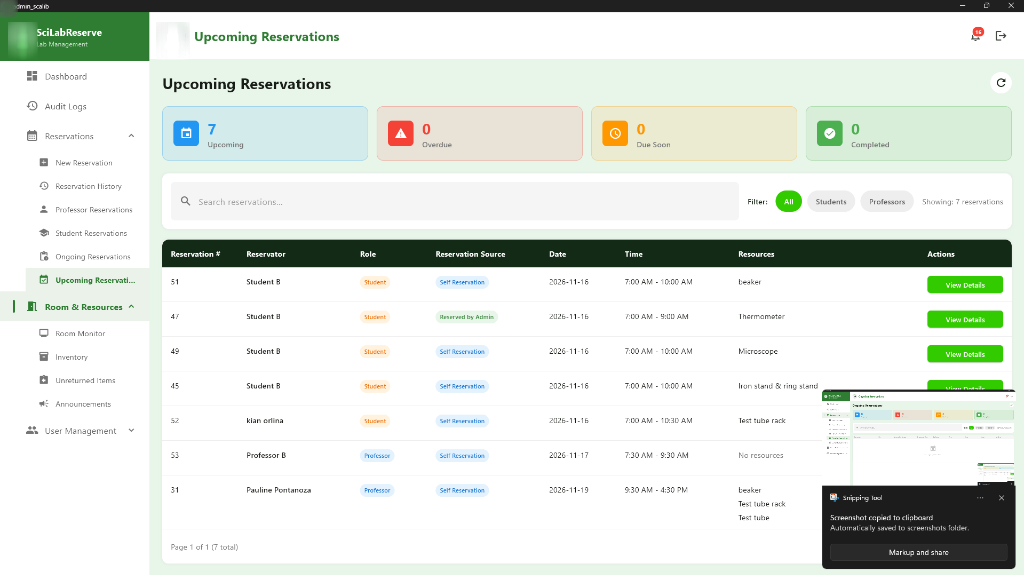 dmin_scalib
SciLabReserve
Lab Management
Upcoming Reservations
16
Dashboard
Audit Logs
Reservations
New Reservation
Reservation History
Professor Reservations
Student Reservations
Ongoing Reservations
Upcoming Reservati...
Room & Resources
Room Monitor
Inventory
Unreturned Items
Announcements
User Management
Upcoming Reservations
7
Upcoming
0
Overdue
0
Due Soon
0
Completed
Search reservations...
Filter: All Students Professors Showing: 7 reservations
Reservation # Reservator Role Reservation Source Date Time Resources Actions
51 Student B Student Self Reservation 2026-11-16 7:00 AM - 10:00 AM beaker View Details
47 Student B Student Reserved by Admin 2026-11-16 7:00 AM - 9:00 AM Thermometer View Details
49 Student B Student Self Reservation 2026-11-16 7:00 AM - 10:00 AM Microscope View Details
45 Student B Student Self Reservation 2026-11-16 7:00 AM - 10:00 AM Iron stand & ring stand View Details
52 kian orlina Student Self Reservation 2026-11-16 7:00 AM - 10:30 AM Test tube rack
53 Professor B Professor Self Reservation 2026-11-17 7:30 AM - 9:30 AM No resources
31 Pauline Pontanoza Professor Self Reservation 2026-11-19 9:30 AM - 4:30 PM beaker
Test tube rack
Test tube
Page 1 of 1 (7 total)
Snipping Tool
Screenshot copied to clipboard
Automatically saved to screenshots folder.
Markup and share